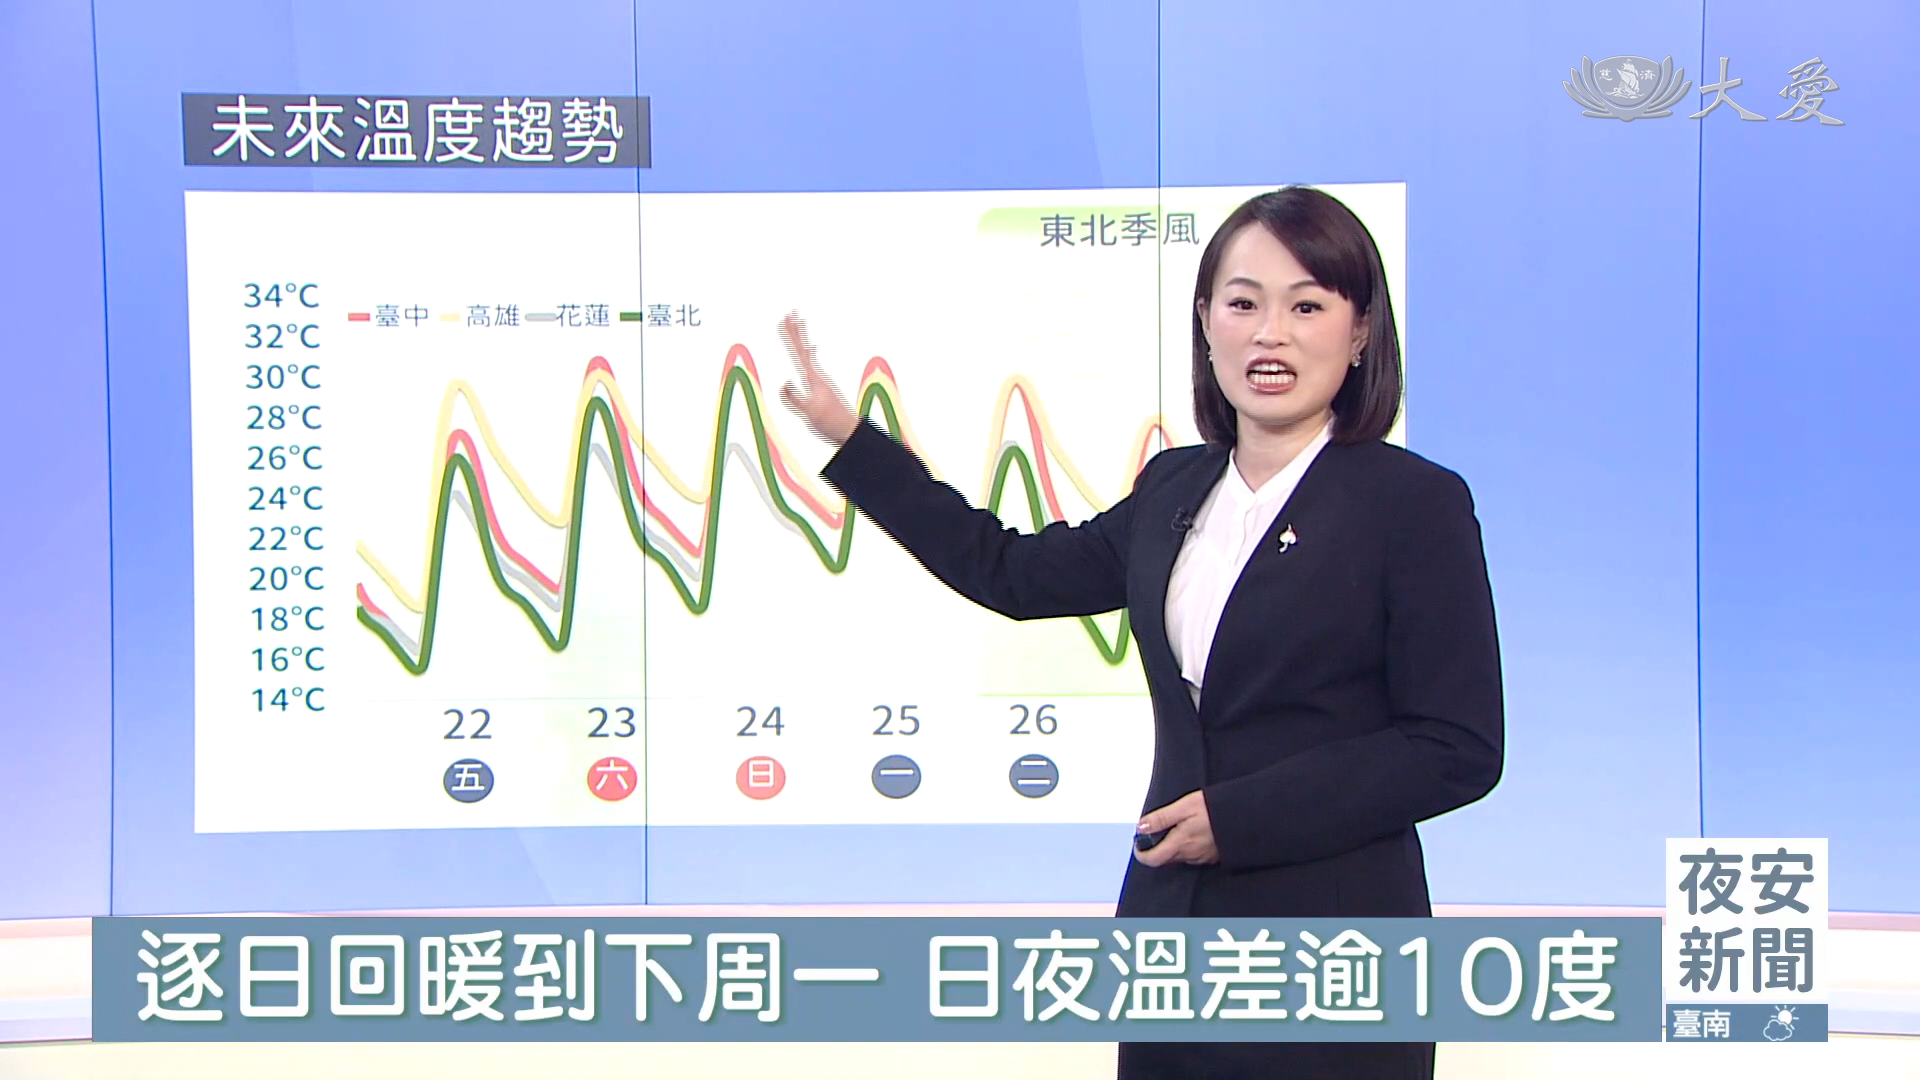 未來溫度趨勢
慈濟
大愛
東北季風
臺中 高雄 花蓮 臺北
34°C
32°C
30°C
28°C
26°C
24°C
22°C
20°C
18°C
16°C
14°C
22 23 24 25 26
五 六 日 一 二
逐日回暖到下周一 日夜溫差逾10度
夜安
新聞
臺南